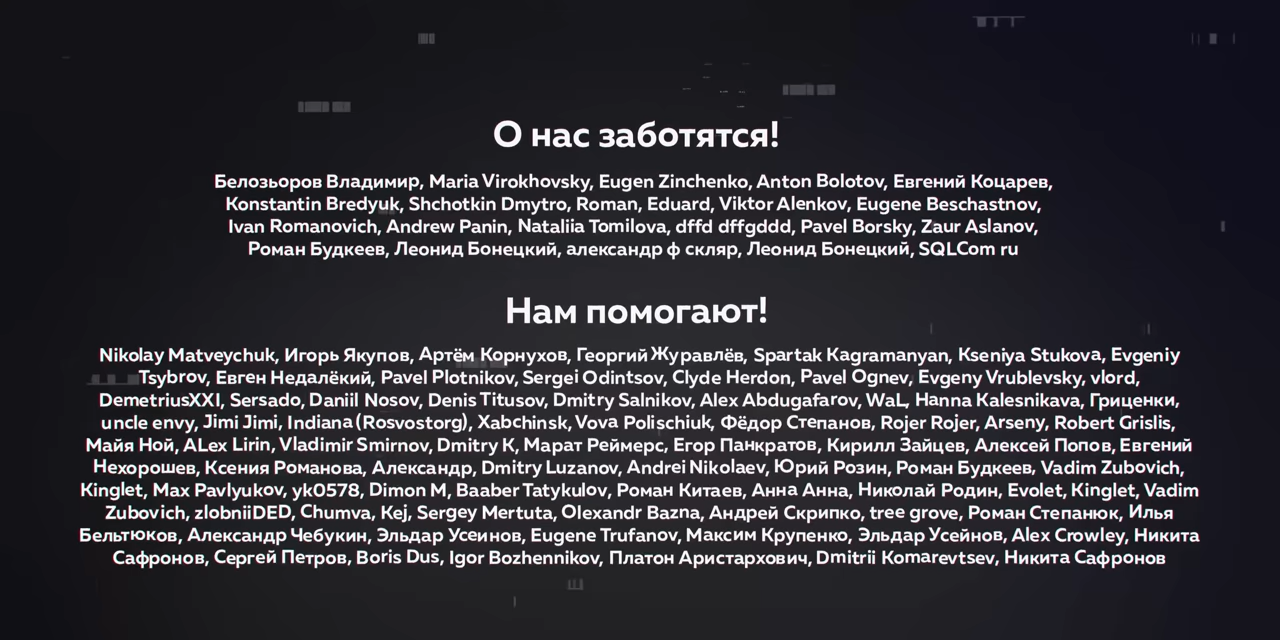 О нас заботятся!
Белозьоров Владимир, Maria Virokhovsky, Eugen Zinchenko, Anton Bolotov, Евгений Коцарев,
Konstantin Bredyuk, Shchotkin Dmytro, Roman, Eduard, Viktor Alenkov, Eugene Beschastnov,
Ivan Romanovich, Andrew Panin, Nataliia Tomilova, dffd dffgddd, Pavel Borsky, Zaur Aslanov,
Роман Будкеев, Леонид Бонецкий, александр ф скляр, Леонид Бонецкий, SQLCom ru
Нам помогают!
Nikolay Matveychuk, Игорь Якупов, Артём Корнухов, Георгий Журавлёв, Spartak Kagramanyan, Kseniya Stukova, Evgeniy
Tsybrov, Евген Недалёкий, Pavel Plotnikov, Sergei Odintsov, Clyde Herdon, Pavel Ognev, Evgeny Vrublevsky, vlord,
DemetriusXXI, Sersado, Daniil Nosov, Denis Titusov, Dmitry Salnikov, Alex Abdugafarov, WaL, Hanna Kalesnikava, Гриценки,
uncle envy, Jimi Jimi, Indiana (Rosvostorg), Xabchinsk, Vova Polischiuk, Фёдор Степанов, Rojer Rojer, Arseny, Robert Grislis,
Майя Ной, ALex Lirin, Vladimir Smirnov, Dmitry K, Марат Реймерс, Егор Панкратов, Кирилл Зайцев, Алексей Попов, Евгений
Нехорошев, Ксения Романова, Александр, Dmitry Luzanov, Andrei Nikolaev, Юрий Розин, Роман Будкеев, Vadim Zubovich,
Kinglet, Max Pavlyukov, yk0578, Dimon M, Baaber Tatykulov, Роман Китаев, Анна Анна, Николай Родин, Evolet, Kinglet, Vadim
Zubovich, zlobniiDED, Chumva, Kej, Sergey Mertuta, Olexandr Bazna, Андрей Скрипко, tree grove, Роман Степанюк, Илья
Бельтюков, Александр Чебукин, Эльдар Усеинов, Eugene Trufanov, Максим Крупенко, Эльдар Усейнов, Alex Crowley, Никита
Сафронов, Сергей Петров, Boris Dus, Igor Bozhennikov, Платон Аристархович, Dmitrii Komarevtsev, Никита Сафронов